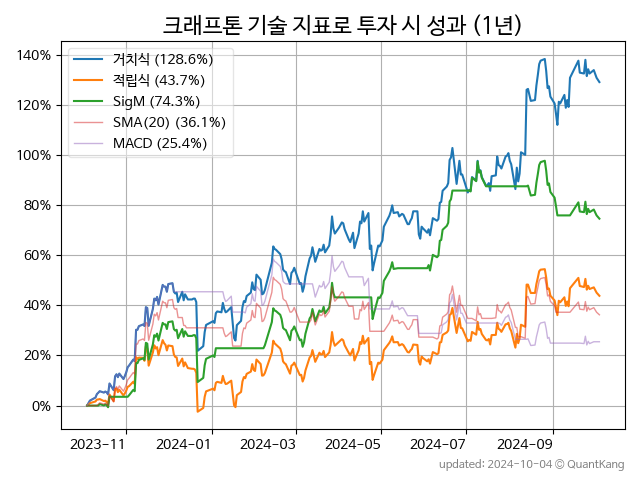 크래프톤 기술 지표로 투자 시 성과 (1년)
140%
120%
100%
80%
60%
40%
20%
0%
거치식 (128.6%)
적립식 (43.7%)
SigM (74.3%)
SMA(20) (36.1%)
MACD (25.4%)
2023-11 2024-01 2024-03 2024-05 2024-07 2024-09
updated: 2024-10-04 © QuantKang